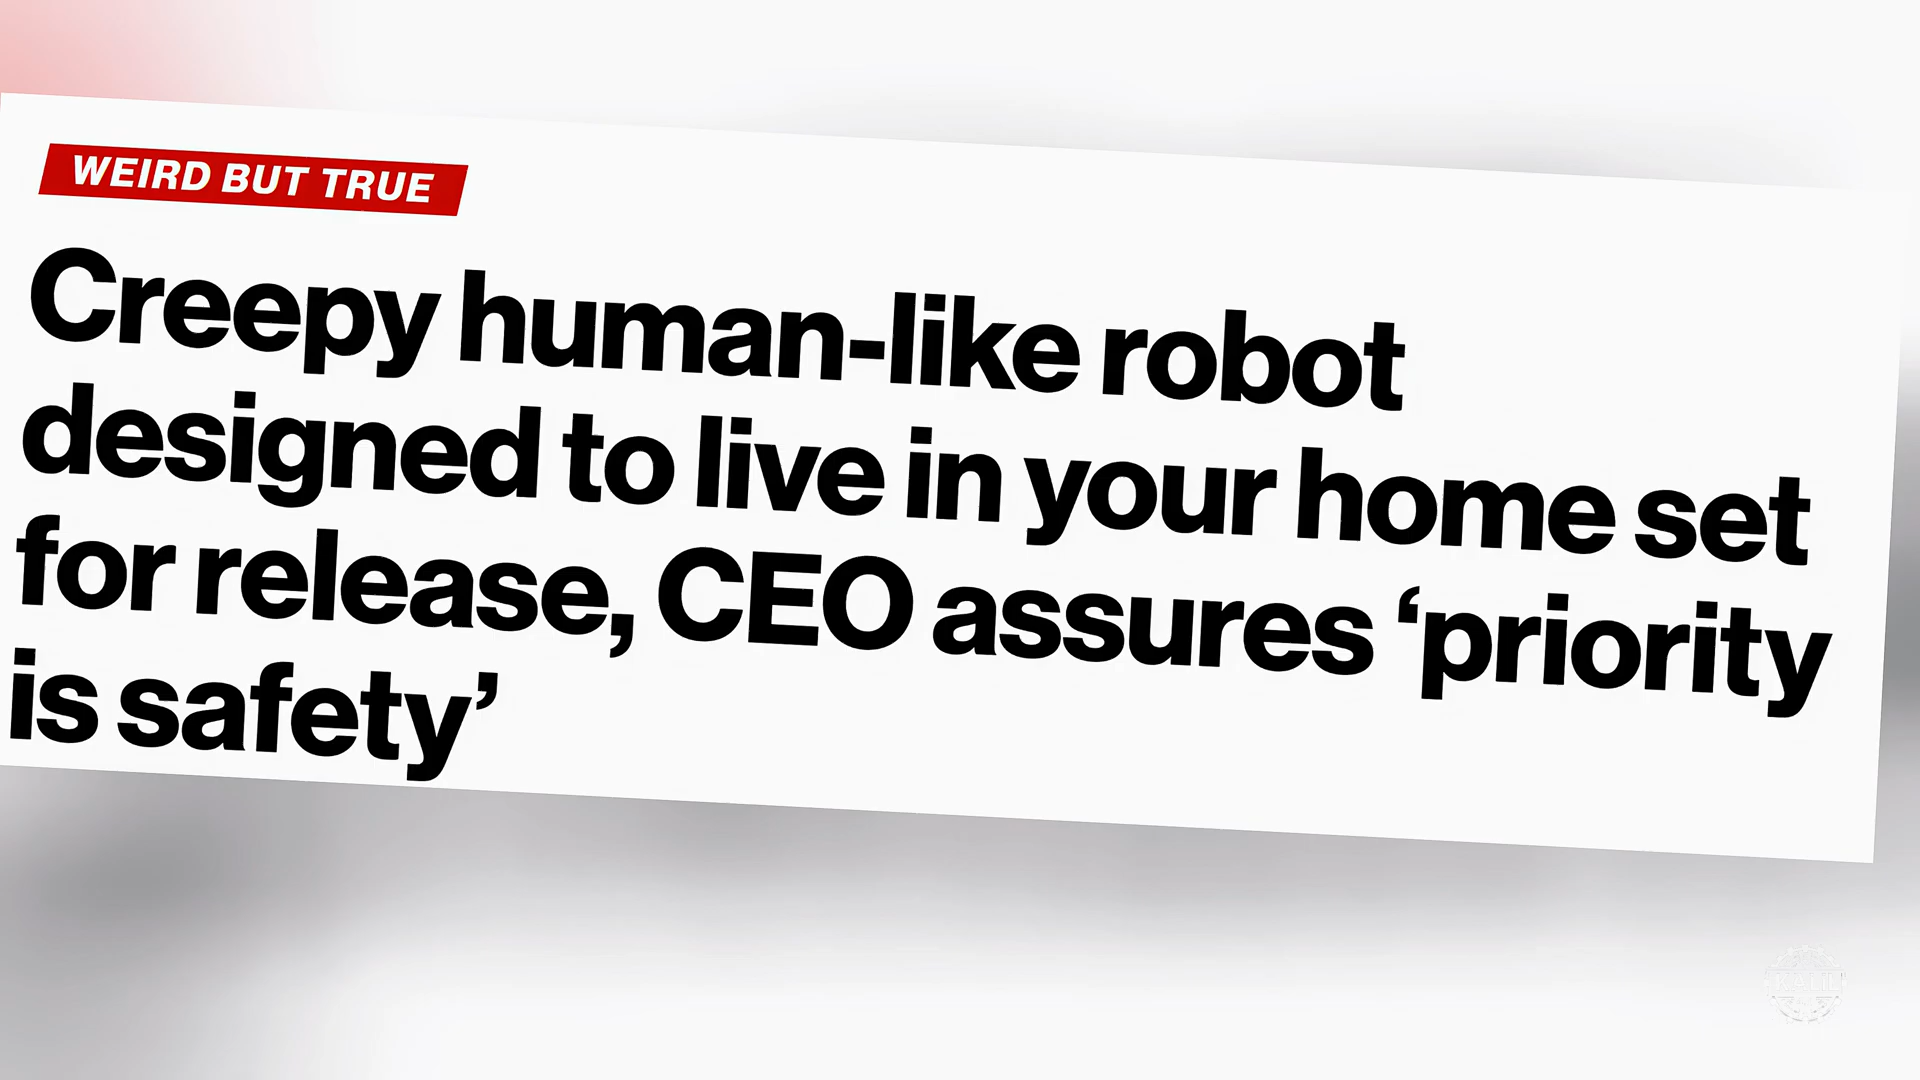 WEIRD BUT TRUE
Creepy human-like robot
designed to live in your home set
for release, CEO assures ‘priority
is safety’